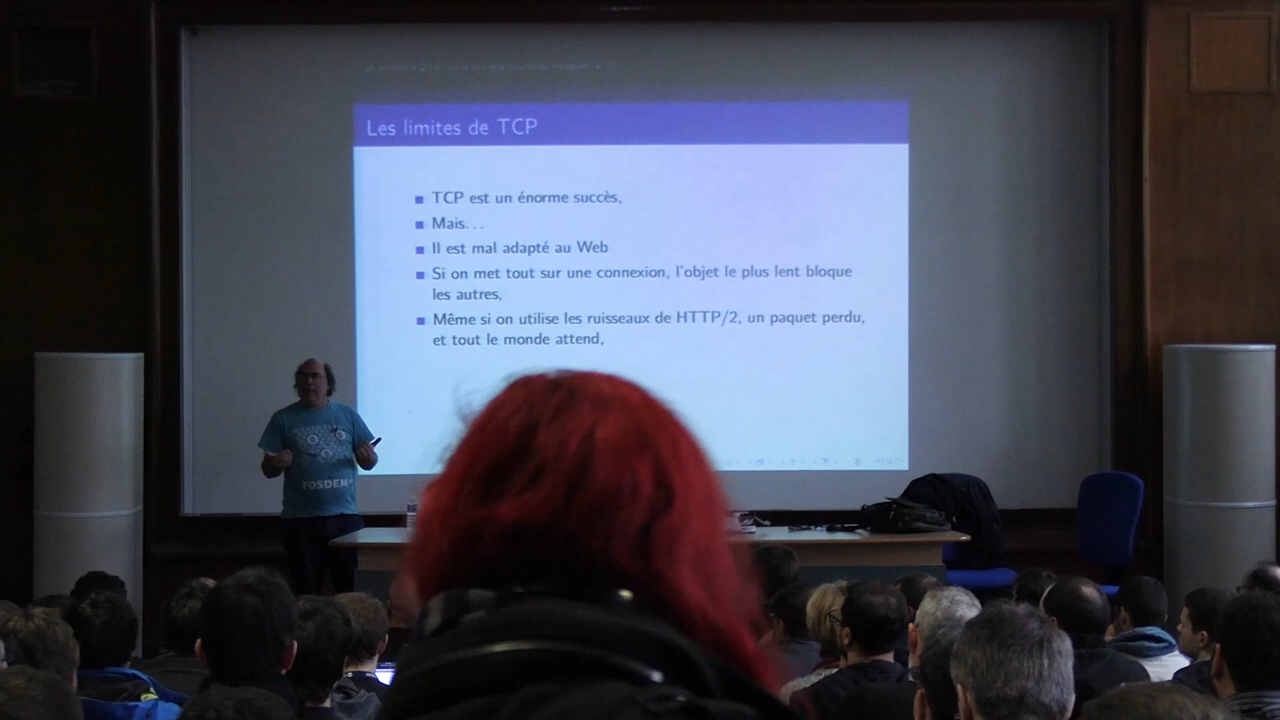 Les limites de TCP
TCP est un énorme succès,
Mais...
Il est mal adapté au Web
Si on met tout sur une connexion, l'objet le plus lent bloque
les autres,
Même si on utilise les ruisseaux de HTTP/2, un paquet perdu,
et tout le monde attend,
FOSDEM